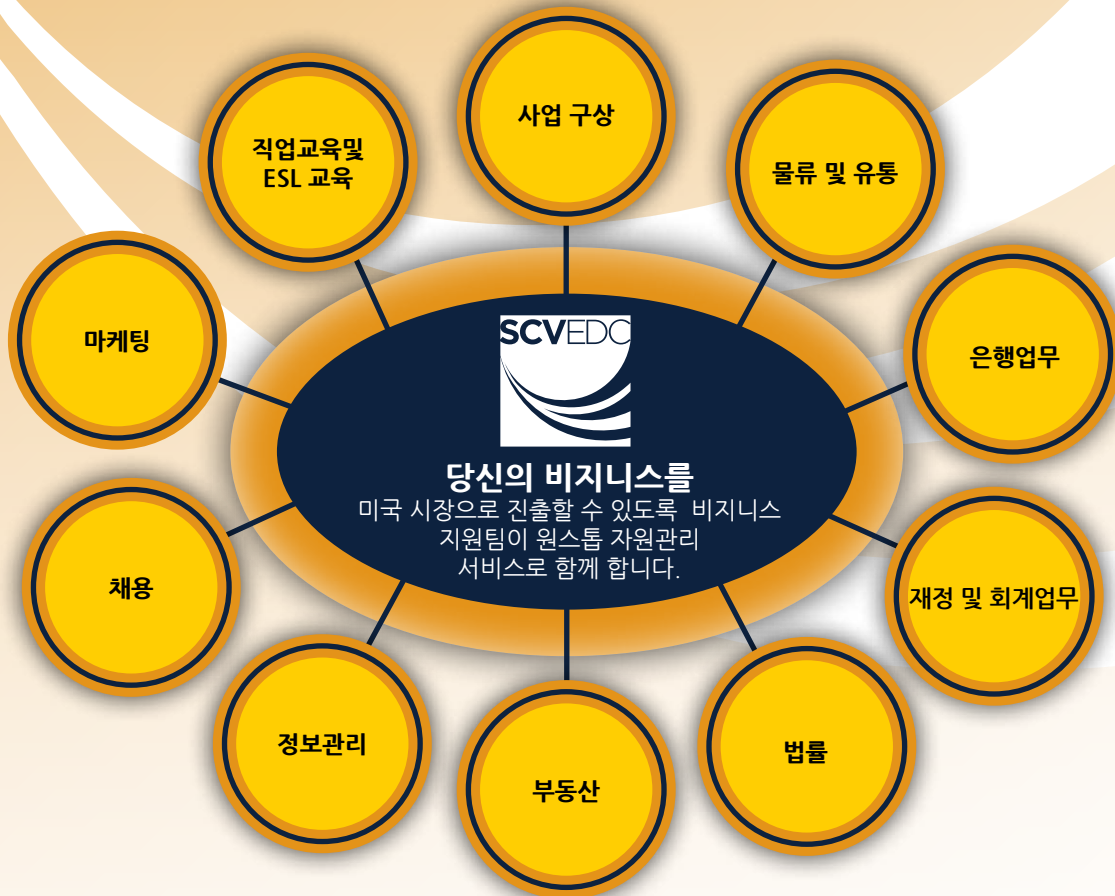 사업 구상
직업교육및
ESL 교육
물류 및 유통
마케팅
은행업무
SCVEDC
당신의 비지니스를
미국 시장으로 진출할 수 있도록 비지니스
지원팀이 원스톱 자원관리
서비스로 함께 합니다.
채용
재정 및 회계업무
정보관리
법률
부동산